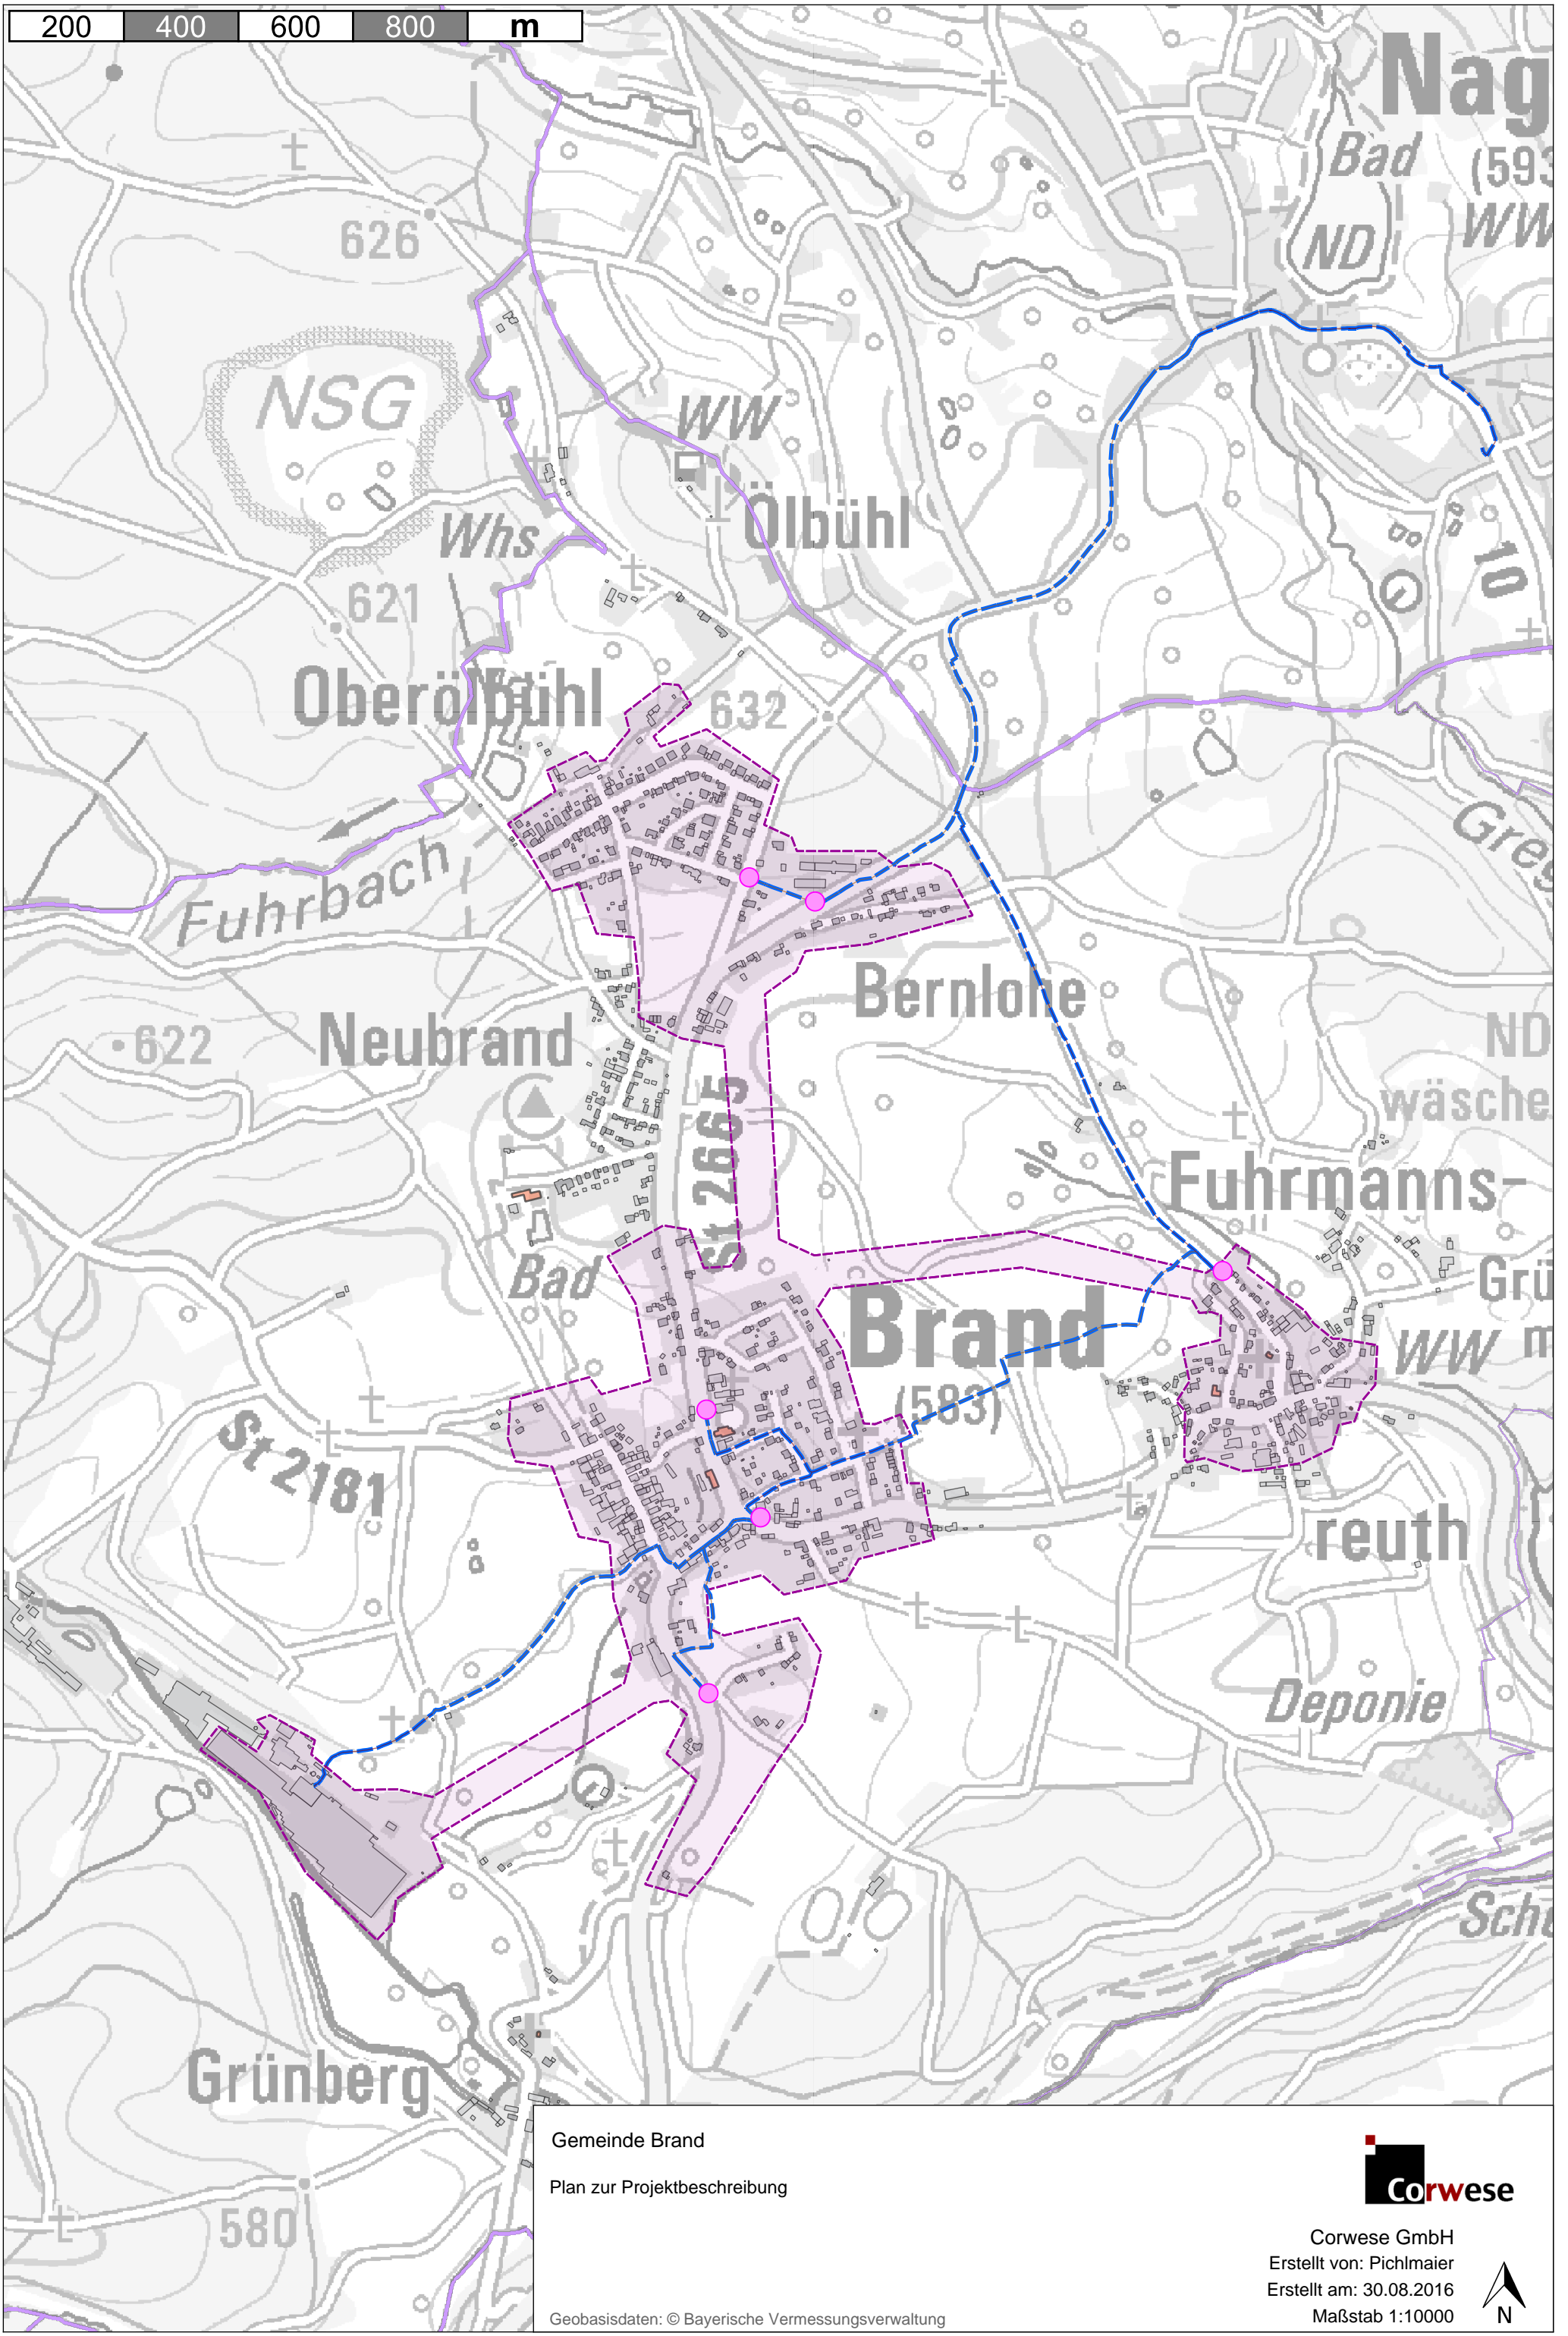 200 400 600 800 m
Nag
Bad
(593
WW
ND
626
NSG
WW
Ölbühl
Whs
10
621
Oberölbühl
632
Fuhrbach
Gres
Bernlohe
Neubrand
622
ND
wäsche
St 2665
Fuhrmanns-
Bad
Grü
Brand
WW
m
(583)
St 2181
reuth
Deponie
Sch
Grünberg
580
Gemeinde Brand
Plan zur Projektbeschreibung
Corwese
Corwese GmbH
Erstellt von: Pichlmaier
Erstellt am: 30.08.2016
Maßstab 1:10000
N
Geobasisdaten: © Bayerische Vermessungsverwaltung